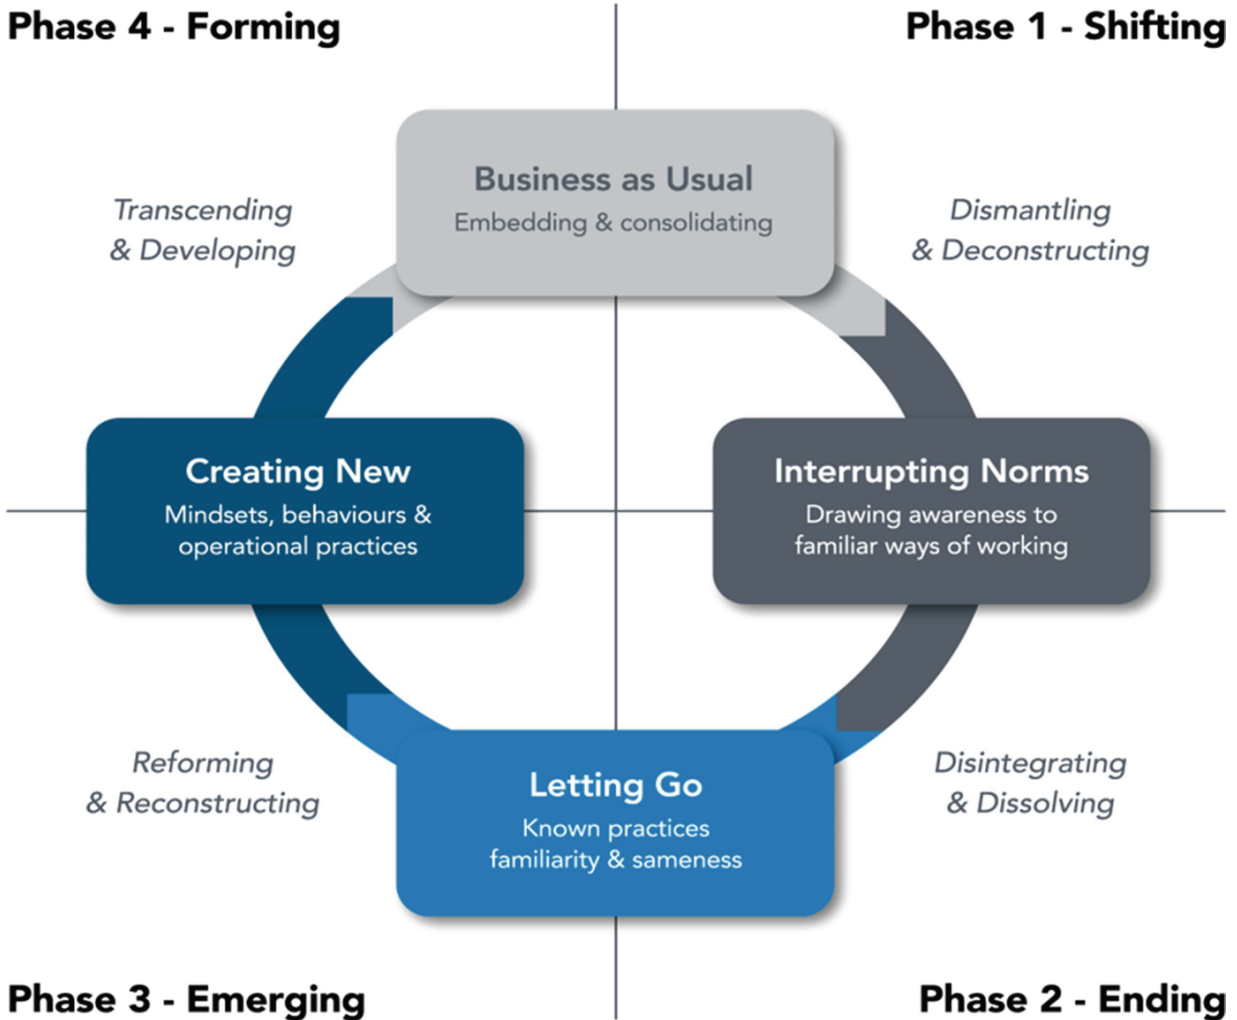 Phase 4 - Forming
Phase 1 - Shifting
Business as Usual
Embedding & consolidating
Transcending
& Developing
Dismantling
& Deconstructing
Creating New
Mindsets, behaviours &
operational practices
Interrupting Norms
Drawing awareness to
familiar ways of working
Reforming
& Reconstructing
Letting Go
Known practices
familiarity & sameness
Disintegrating
& Dissolving
Phase 3 - Emerging
Phase 2 - Ending